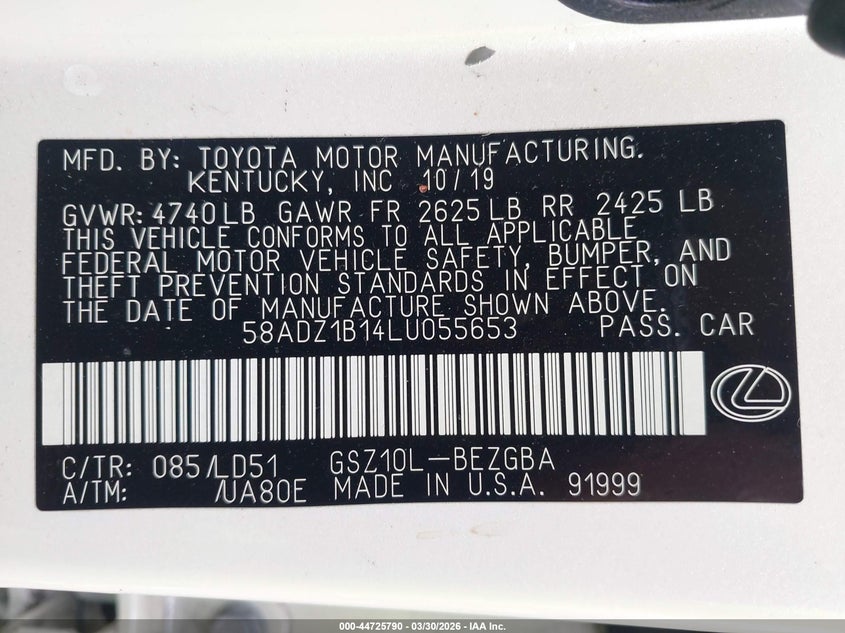 MFD. BY: TOYOTA MOTOR MANUFACTURING.
KENTUCKY, INC 10/19
GVWR: 4740LB GAWR FR 2625LB RR 2425 LB
THIS VEHICLE CONFORMS TO ALL APPLICABLE
FEDERAL MOTOR VEHICLE SAFETY, BUMPER, AND
THEFT PREVENTION STANDARDS IN EFFECT ON
THE DATE OF MANUFACTURE SHOWN ABOVE.
58ADZ1B14LU055653 PASS. CAR
C/TR: 085/LD51 GSZ10L-BEZGBA
A/TM: /UA80E MADE IN U.S.A. 91999
000-44725790 - 03/30/2026 - IAA Inc.